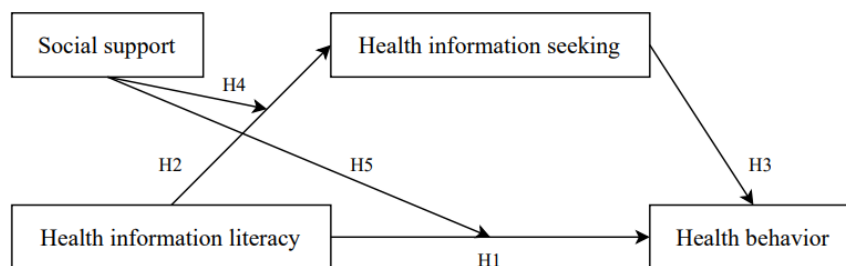 Social support
Health information seeking
H4
H2
H5
H3
Health information literacy
Health behavior
H1